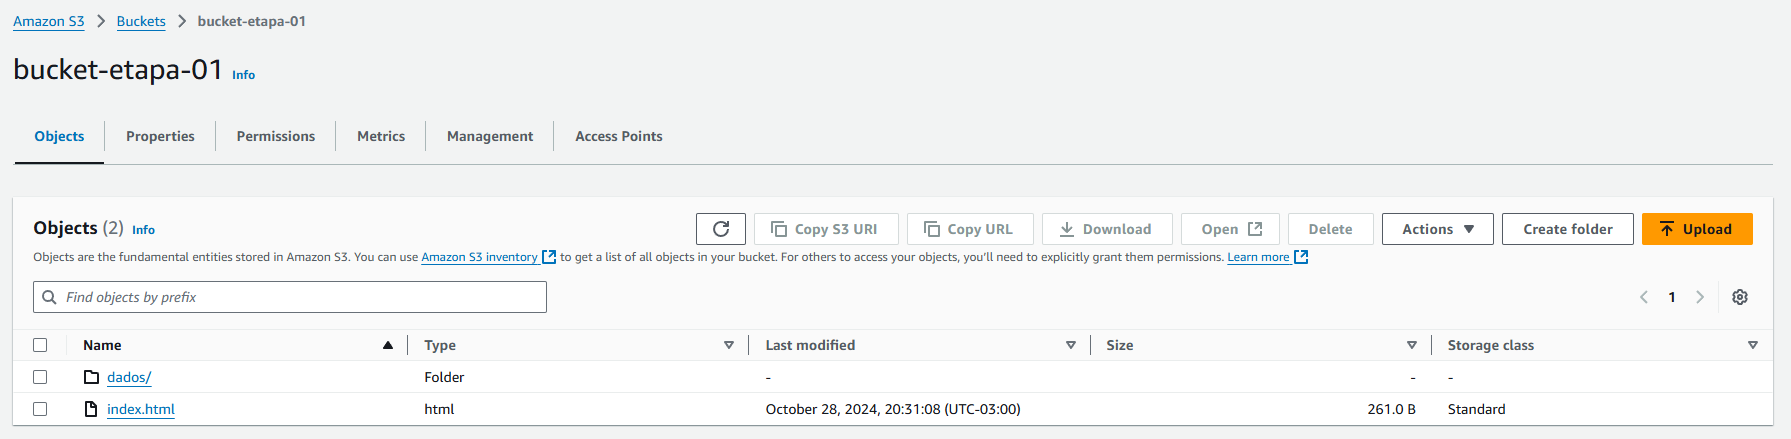 Amazon S3 > Buckets > bucket-etapa-01
bucket-etapa-01 Info
Objects Properties Permissions Metrics Management Access Points
Objects (2) Info Copy S3 URI Copy URL Download Open Delete Actions Create folder Upload
Objects are the fundamental entities stored in Amazon S3. You can use Amazon S3 inventory to get a list of all objects in your bucket. For others to access your objects, you'll need to explicitly grant them permissions. Learn more
Find objects by prefix 1
Name Type Last modified Size Storage class
dados/ Folder - - -
index.html html October 28, 2024, 20:31:08 (UTC-03:00) 261.0 B Standard